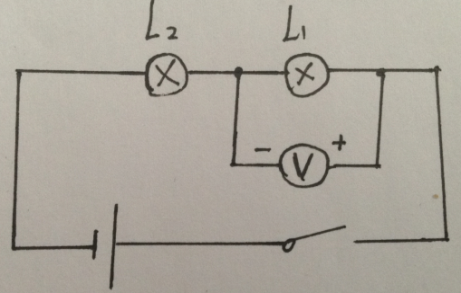 L₂ L₁
- V +